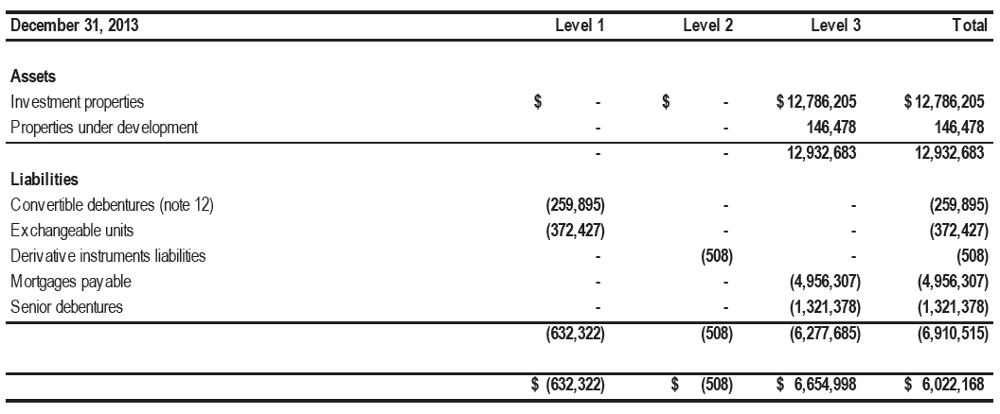 December 31, 2013 Level 1 Level 2 Level 3 Total
Assets
Investment properties $ - $ - $ 12,786,205 $ 12,786,205
Properties under development - - 146,478 146,478
- - 12,932,683 12,932,683
Liabilities
Convertible debentures (note 12) (259,895) - - (259,895)
Exchangeable units (372,427) - - (372,427)
Derivative instruments liabilities - (508) - (508)
Mortgages payable - - (4,956,307) (4,956,307)
Senior debentures - - (1,321,378) (1,321,378)
(632,322) (508) (6,277,685) (6,910,515)
$ (632,322) $ (508) $ 6,654,998 $ 6,022,168